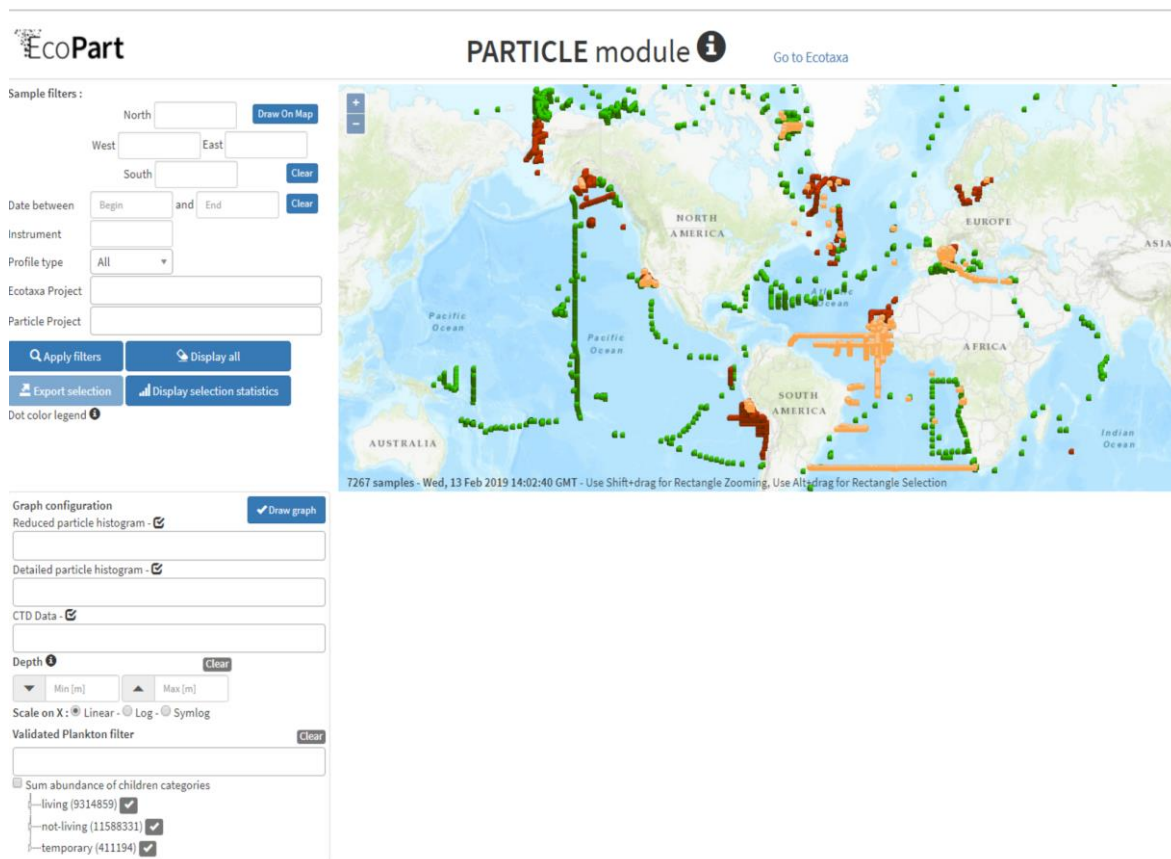 EcoPart
PARTICLE module
Go to Ecotaxa
Sample filters :
North
Draw On Map
West
East
South
Clear
Date between
Begin
and
End
Clear
Instrument
Profile type
All
Ecotaxa Project
Particle Project
Apply filters
Display all
Export selection
Display selection statistics
Dot color legend
+
−
NORTH
AMERICA
EUROPE
ASIA
Atlantic
Ocean
Pacific
Ocean
Pacific
Ocean
AFRICA
SOUTH
AMERICA
Indian
Ocean
AUSTRALIA
7267 samples - Wed, 13 Feb 2019 14:02:40 GMT - Use Shift+drag for Rectangle Zooming, Use Alt+drag for Rectangle Selection
Graph configuration
Draw graph
Reduced particle histogram -
Detailed particle histogram -
CTD Data -
Depth
Clear
Min [m]
Max [m]
Scale on X : Linear - Log - Symlog
Validated Plankton filter
Clear
Sum abundance of children categories
living (9314859)
not-living (11588331)
temporary (411194)